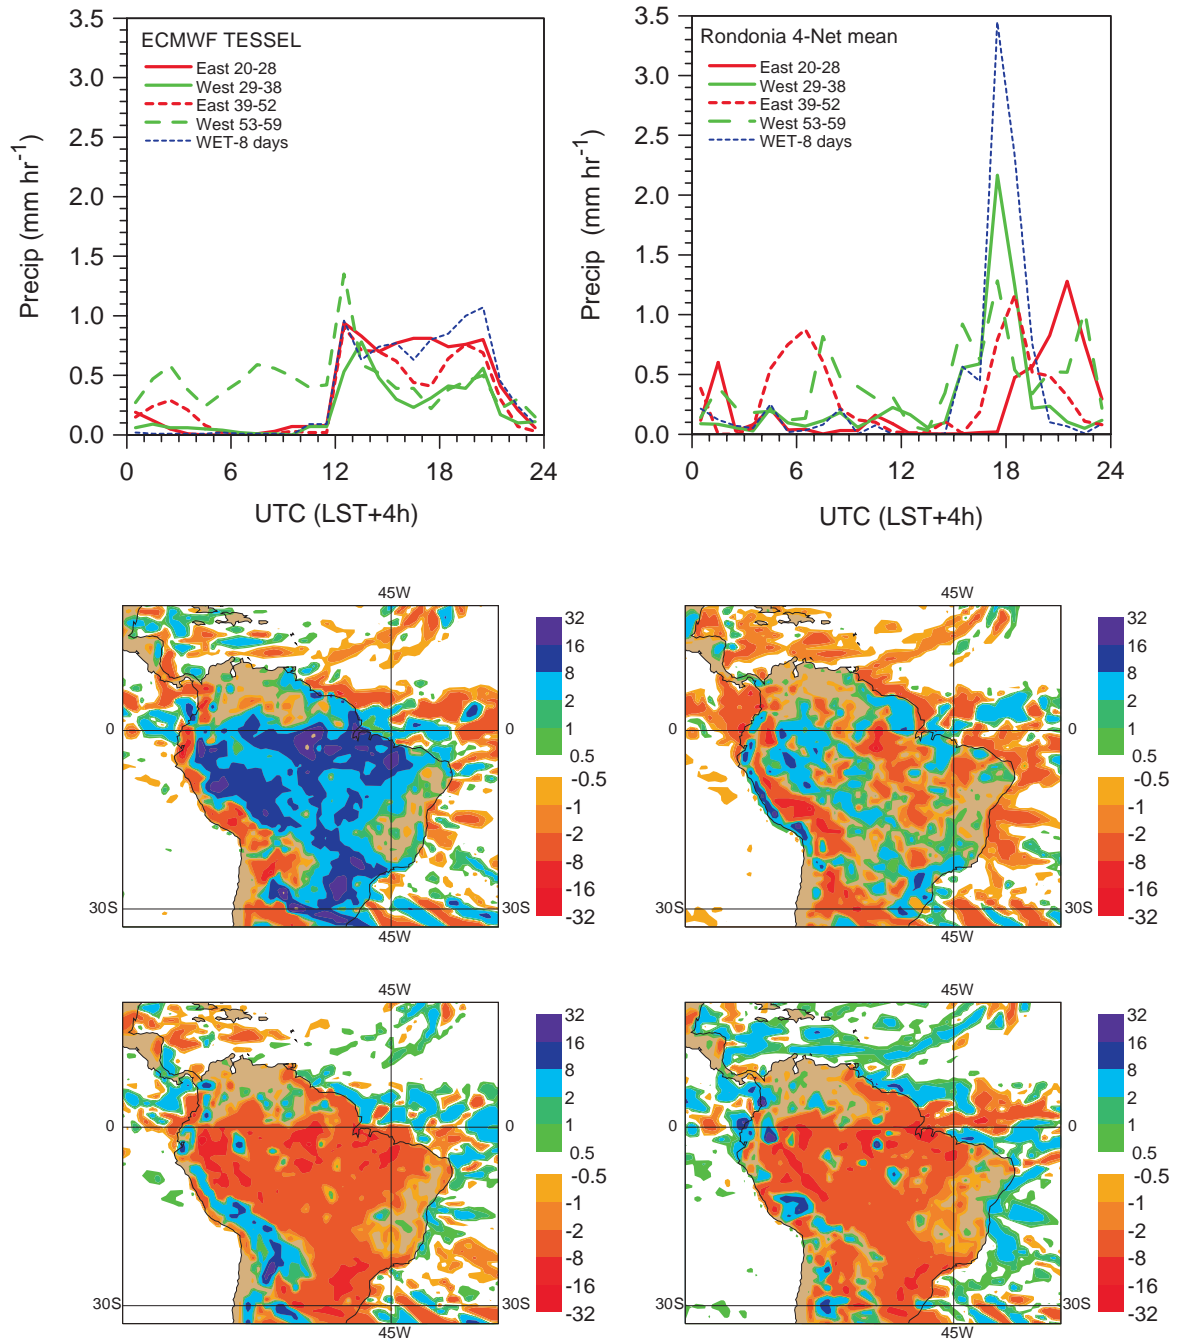 3.5
3.0
2.5
2.0
1.5
1.0
0.5
0.0
Precip (mm hr-1)
ECMWF TESSEL
East 20-28
West 29-38
East 39-52
West 53-59
WET-8 days
0 6 12 18 24
UTC (LST+4h)
3.5
3.0
2.5
2.0
1.5
1.0
0.5
0.0
Precip (mm hr-1)
Rondonia 4-Net mean
East 20-28
West 29-38
East 39-52
West 53-59
WET-8 days
0 6 12 18 24
UTC (LST+4h)
45W
0 0
30S 30S
45W
32
16
8
2
1
0.5
-0.5
-1
-2
-8
-16
-32
45W
0 0
30S 30S
45W
32
16
8
2
1
0.5
-0.5
-1
-2
-8
-16
-32
45W
0 0
30S 30S
45W
32
16
8
2
1
0.5
-0.5
-1
-2
-8
-16
-32
45W
0 0
30S 30S
45W
32
16
8
2
1
0.5
-0.5
-1
-2
-8
-16
-32